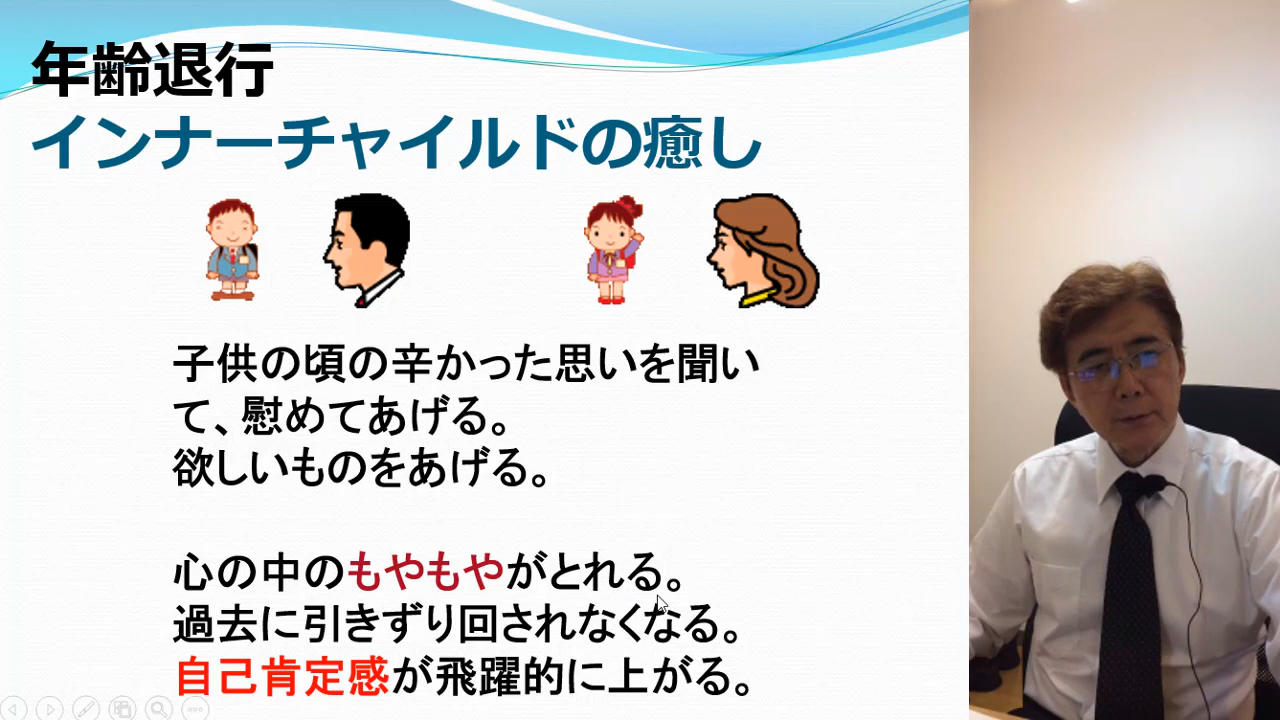 年齢退行
インナーチャイルドの癒し
子供の頃の辛かった思いを聞い
て、慰めてあげる。
欲しいものをあげる。
心の中のもやもやがとれる。
過去に引きずり回されなくなる。
自己肯定感が飛躍的に上がる。